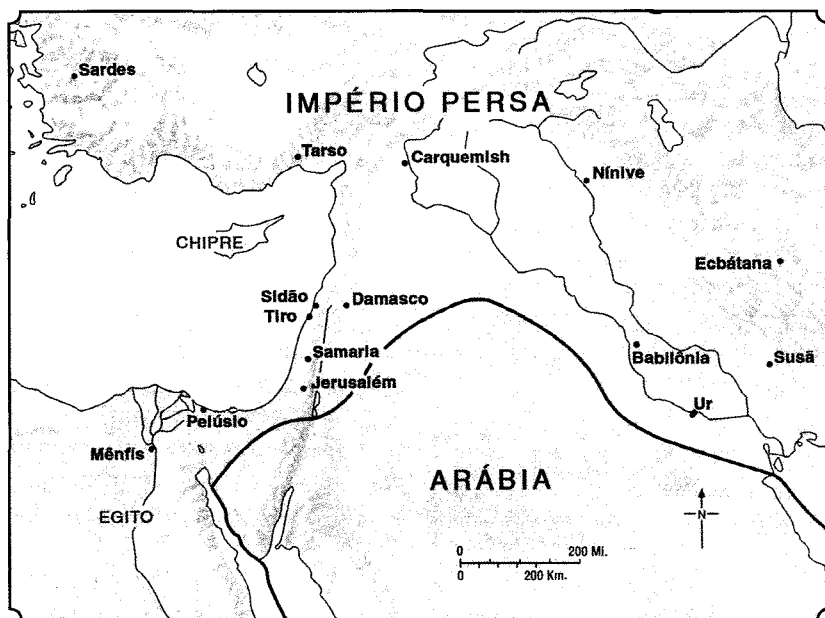 Sardes
IMPÉRIO PERSA
Tarso
Carquemish
Nínive
CHIPRE
Ecbátana
Sidão
Damasco
Tiro
Samaria
Babilônia
Susã
Jerusalém
Pelúsio
Ur
Mênfis
ARÁBIA
EGITO
N
0 200 Mi.
0 200 Km.